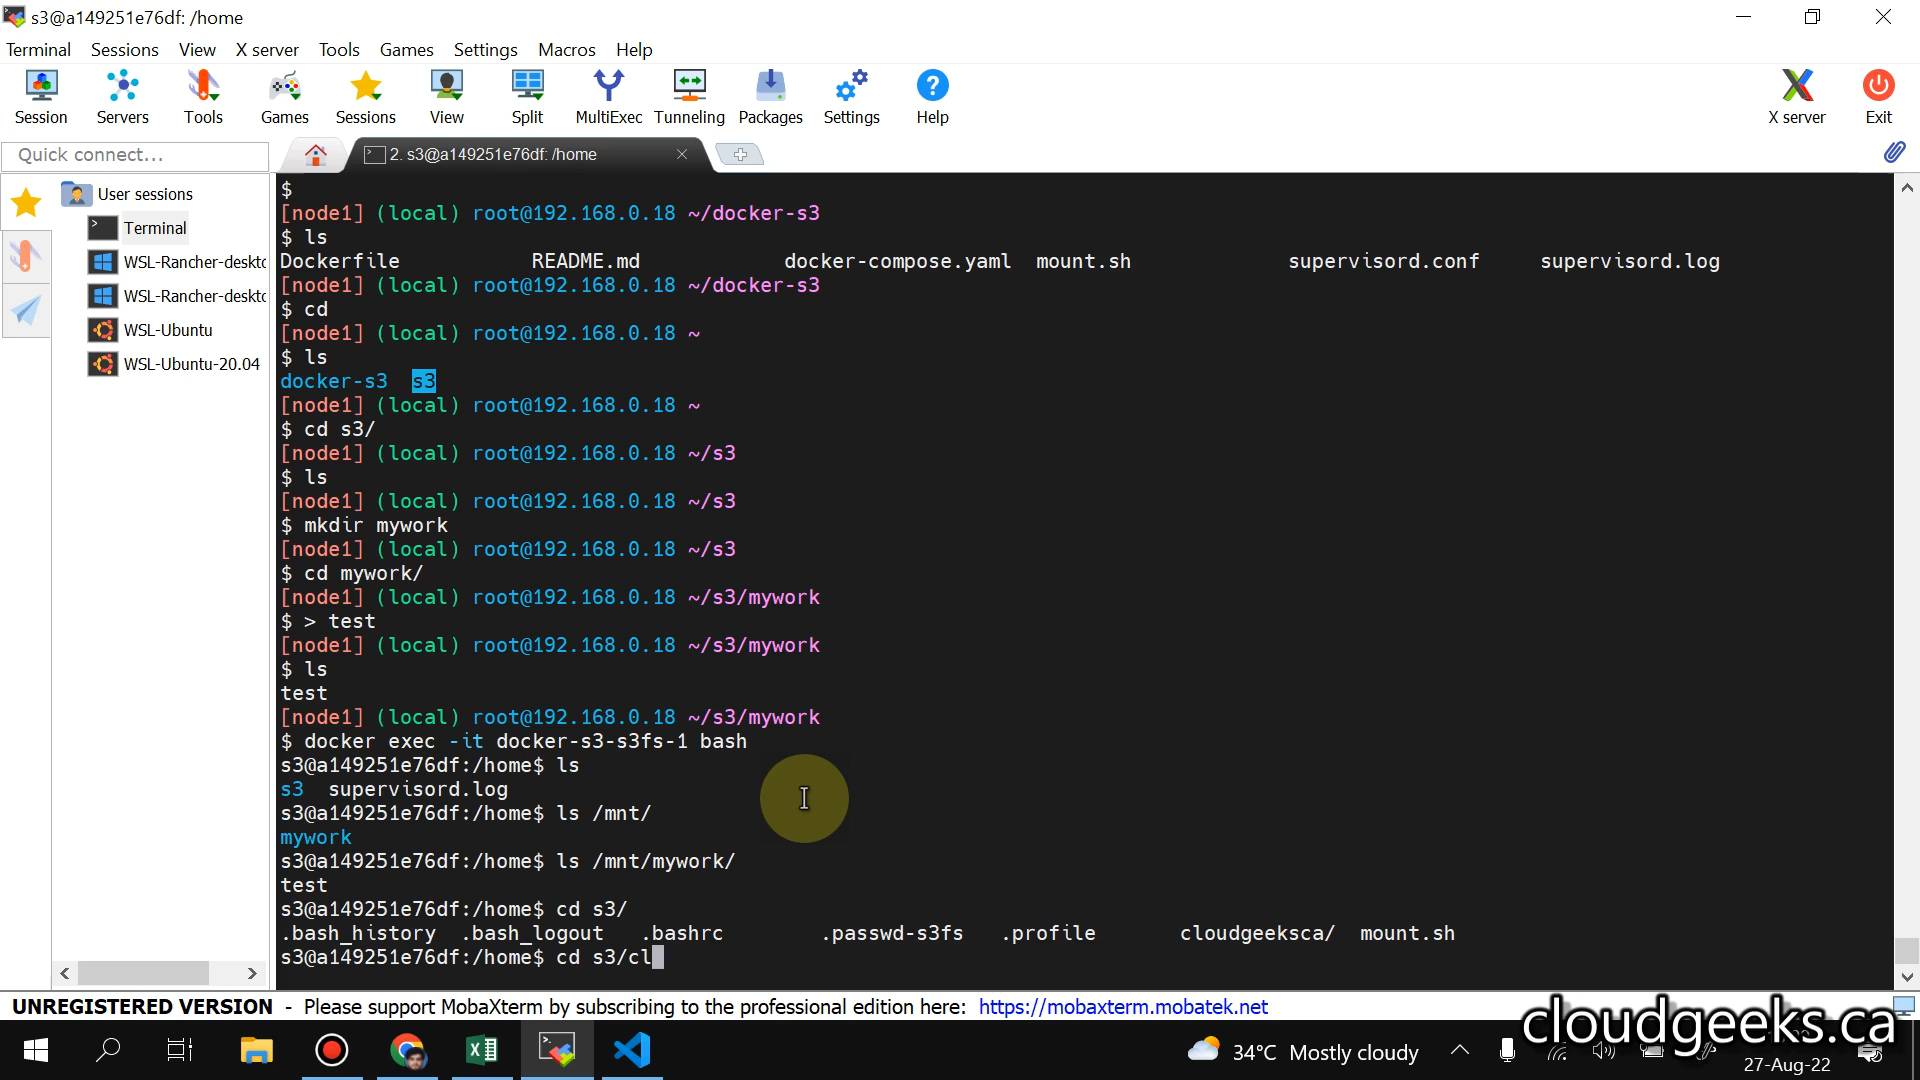 s3@a149251e76df: /home
Terminal Sessions View X server Tools Games Settings Macros Help
Session Servers Tools Games Sessions View Split MultiExec Tunneling Packages Settings Help X server Exit
Quick connect...
2. s3@a149251e76df: /home
User sessions
Terminal
WSL-Rancher-deskto
WSL-Rancher-deskto
WSL-Ubuntu
WSL-Ubuntu-20.04
$
[node1] (local) root@192.168.0.18 ~/docker-s3
$ ls
Dockerfile README.md docker-compose.yaml mount.sh supervisord.conf supervisord.log
[node1] (local) root@192.168.0.18 ~/docker-s3
$ cd
[node1] (local) root@192.168.0.18 ~
$ ls
docker-s3 s3
[node1] (local) root@192.168.0.18 ~
$ cd s3/
[node1] (local) root@192.168.0.18 ~/s3
$ ls
[node1] (local) root@192.168.0.18 ~/s3
$ mkdir mywork
[node1] (local) root@192.168.0.18 ~/s3
$ cd mywork/
[node1] (local) root@192.168.0.18 ~/s3/mywork
$ > test
[node1] (local) root@192.168.0.18 ~/s3/mywork
$ ls
test
[node1] (local) root@192.168.0.18 ~/s3/mywork
$ docker exec -it docker-s3-s3fs-1 bash
s3@a149251e76df:/home$ ls
s3 supervisord.log
s3@a149251e76df:/home$ ls /mnt/
mywork
s3@a149251e76df:/home$ ls /mnt/mywork/
test
s3@a149251e76df:/home$ cd s3/
.bash_history .bash_logout .bashrc .passwd-s3fs .profile cloudgeeksca/ mount.sh
s3@a149251e76df:/home$ cd s3/cl
UNREGISTERED VERSION - Please support MobaXterm by subscribing to the professional edition here: https://mobaxterm.mobatek.net
cloudgeeks.ca
34°C Mostly cloudy
27-Aug-22